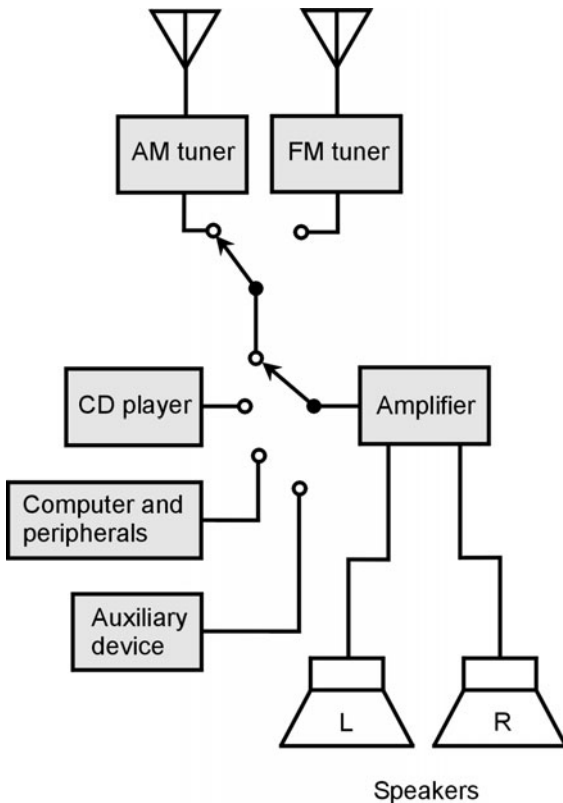 AM tuner
FM tuner
CD player
Amplifier
Computer and
peripherals
Auxiliary
device
L
R
Speakers